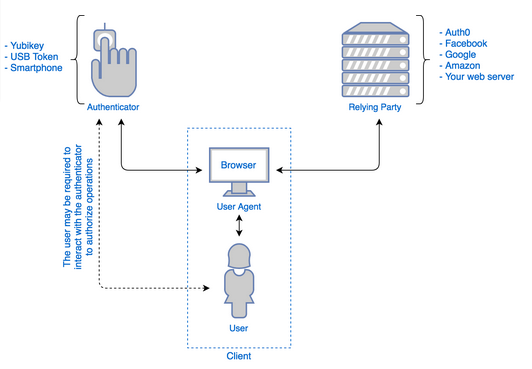 - Yubikey
- USB Token
- Smartphone
Authenticator
- Auth0
- Facebook
- Google
- Amazon
- Your web server
Relying Party
The user may be required to
interact with the authenticator
to authorize operations
Browser
User Agent
User
Client